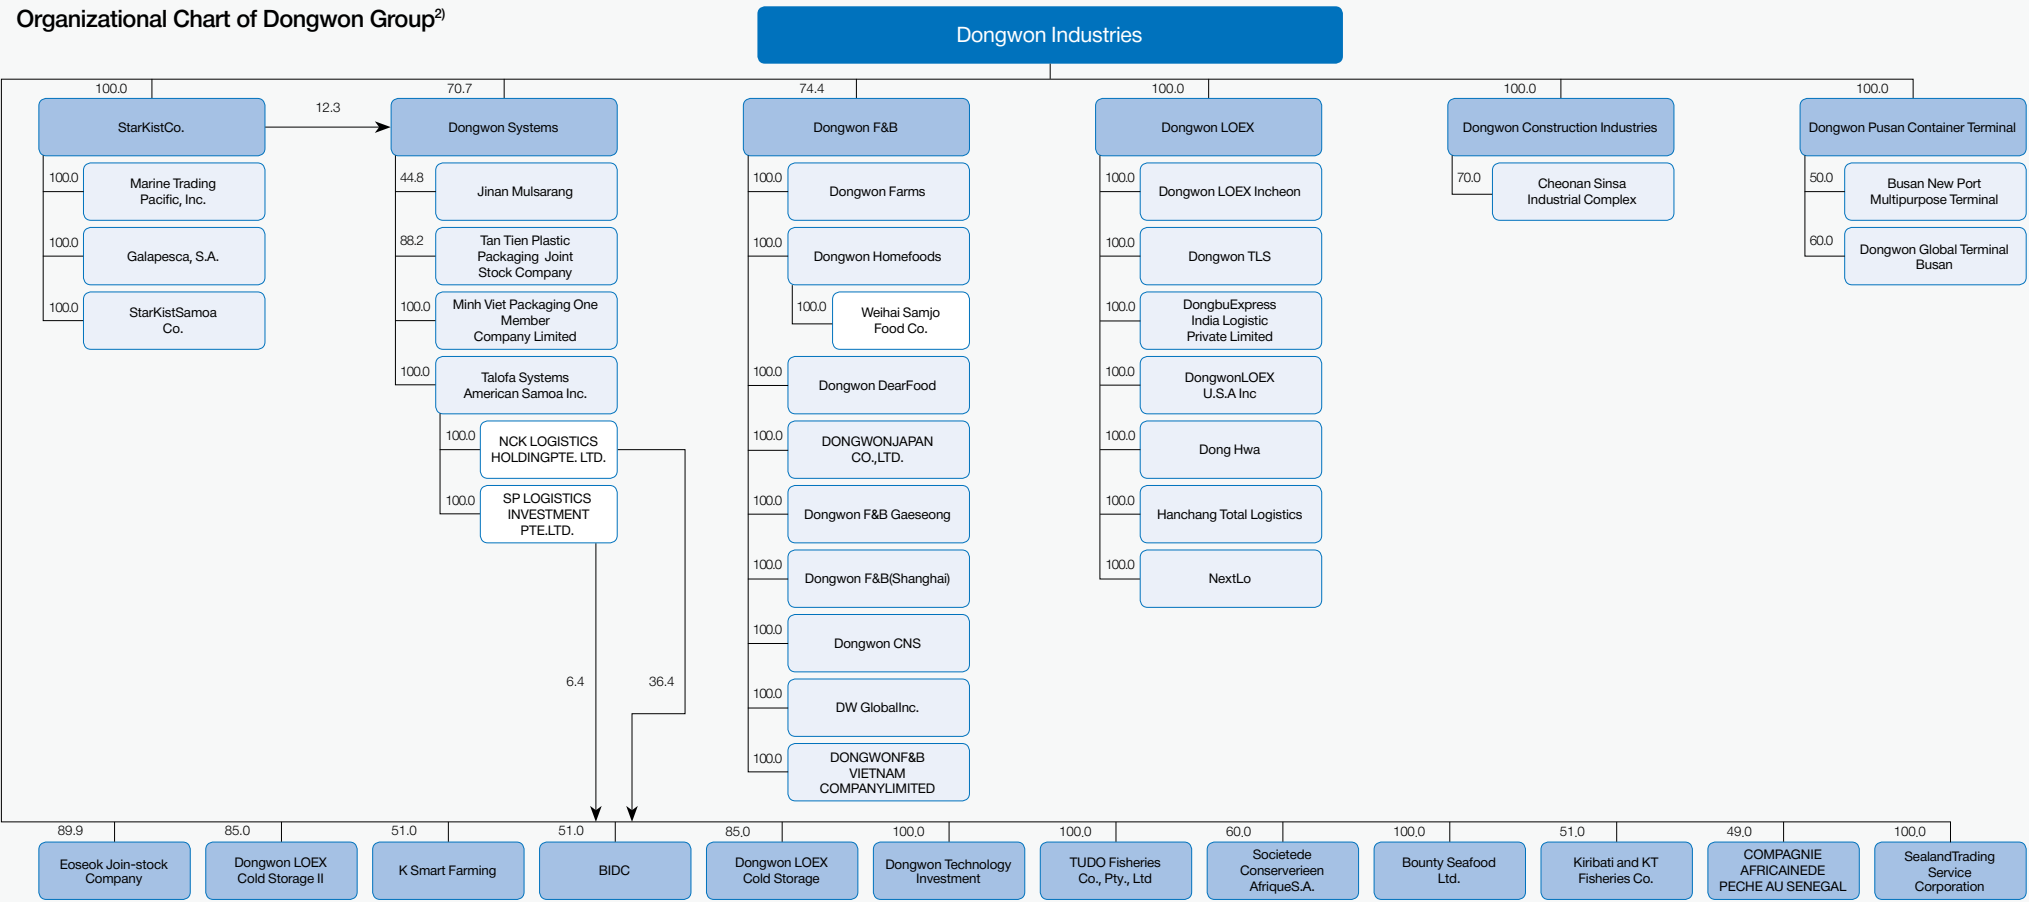 Organizational Chart of Dongwon Group2)
Dongwon Industries
100.0
StarKistCo.
12.3
100.0
Marine Trading
Pacific, Inc.
100.0
Galapesca, S.A.
100.0
StarKistSamoa
Co.
70.7
Dongwon Systems
44.8
Jinan Mulsarang
88.2
Tan Tien Plastic
Packaging Joint
Stock Company
100.0
Minh Viet Packaging One
Member
Company Limited
100.0
Talofa Systems
American Samoa Inc.
100.0
NCK LOGISTICS
HOLDINGPTE. LTD.
100.0
SP LOGISTICS
INVESTMENT
PTE.LTD.
6.4
36.4
74.4
Dongwon F&B
100.0
Dongwon Farms
100.0
Dongwon Homefoods
100.0
Weihai Samjo
Food Co.
100.0
Dongwon DearFood
100.0
DONGWONJAPAN
CO.,LTD.
100.0
Dongwon F&B Gaeseong
100.0
Dongwon F&B(Shanghai)
100.0
Dongwon CNS
100.0
DW GlobalInc.
100.0
DONGWONF&B
VIETNAM
COMPANYLIMITED
100.0
Dongwon LOEX
100.0
Dongwon LOEX Incheon
100.0
Dongwon TLS
100.0
DongbuExpress
India Logistic
Private Limited
100.0
DongwonLOEX
U.S.A Inc
100.0
Dong Hwa
100.0
Hanchang Total Logistics
100.0
NextLo
100.0
Dongwon Construction Industries
70.0
Cheonan Sinsa
Industrial Complex
100.0
Dongwon Pusan Container Terminal
50.0
Busan New Port
Multipurpose Terminal
60.0
Dongwon Global Terminal
Busan
89.9
Eoseok Join-stock
Company
85.0
Dongwon LOEX
Cold Storage II
51.0
K Smart Farming
51.0
BIDC
85.0
Dongwon LOEX
Cold Storage
100.0
Dongwon Technology
Investment
100.0
TUDO Fisheries
Co., Pty., Ltd
60.0
Societede
Conserverieen
AfriqueS.A.
100.0
Bounty Seafood
Ltd.
51.0
Kiribati and KT
Fisheries Co.
49.0
COMPAGNIE
AFRICAINEDE
PECHE AU SENEGAL
100.0
SealandTrading
Service
Corporation